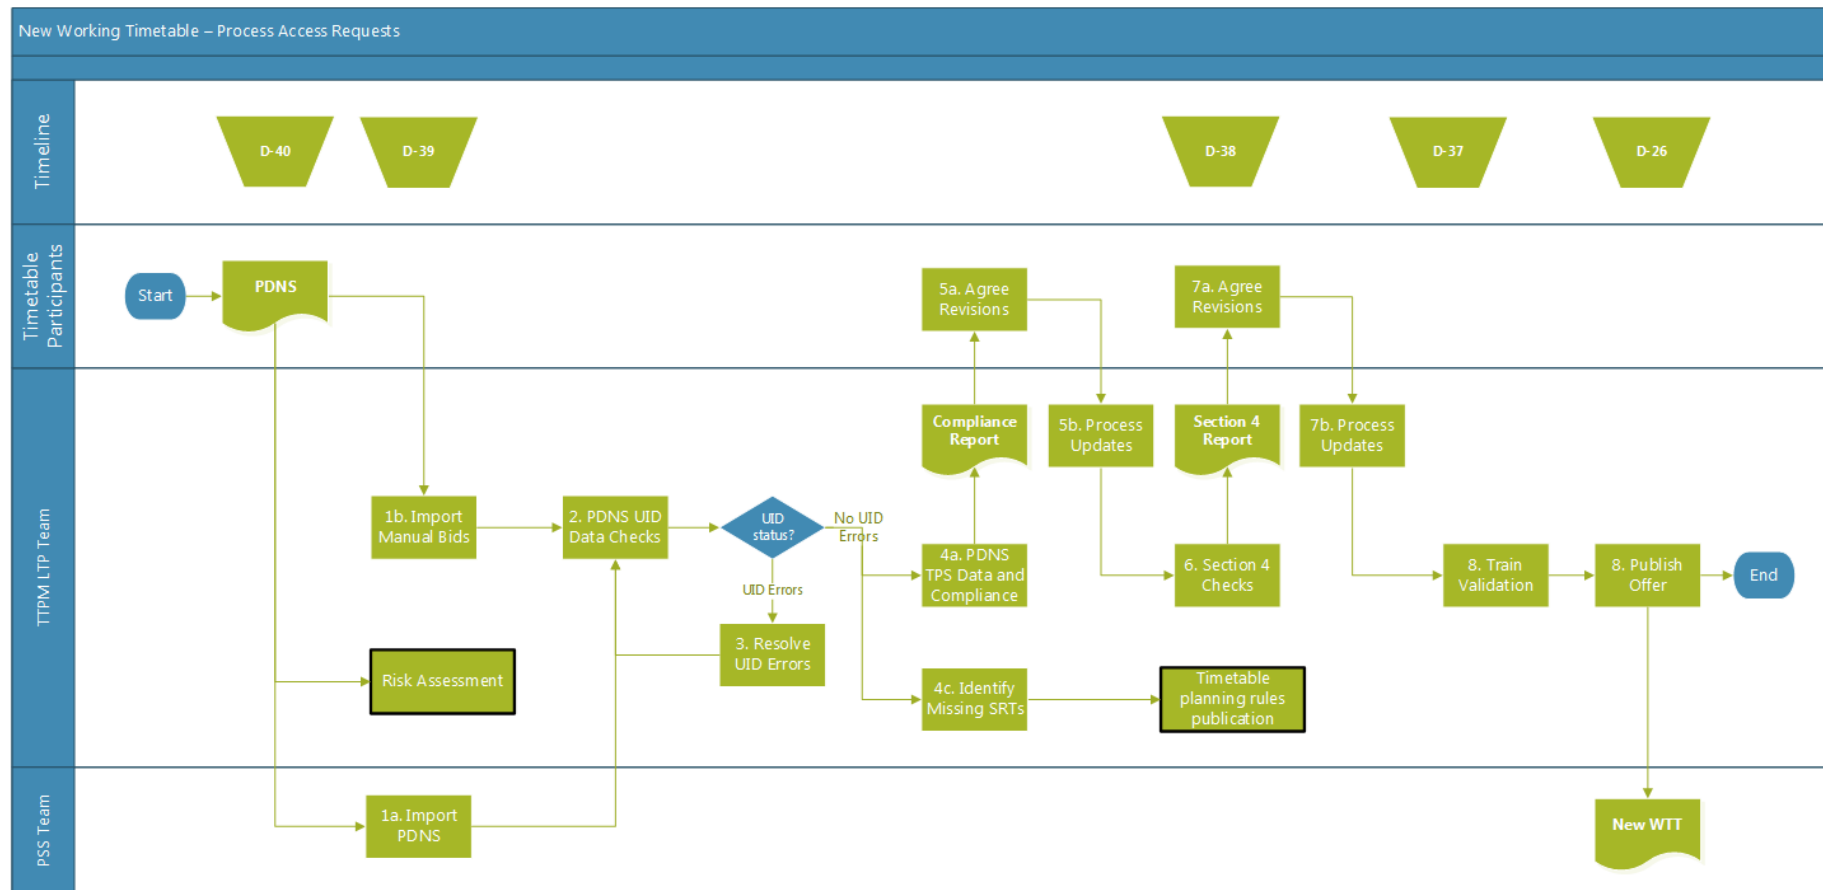 New Working Timetable – Process Access Requests
Timeline
D-40
D-39
D-38
D-37
D-26
Timetable
Participants
Start
PDNS
5a. Agree
Revisions
7a. Agree
Revisions
TTPM LTP Team
Compliance
Report
5b. Process
Updates
Section 4
Report
7b. Process
Updates
1b. Import
Manual Bids
2. PDNS UID
Data Checks
UID
status?
No UID
Errors
UID Errors
3. Resolve
UID Errors
4a. PDNS
TPS Data and
Compliance
6. Section 4
Checks
8. Train
Validation
8. Publish
Offer
End
Risk Assessment
4c. Identify
Missing SRTs
Timetable
planning rules
publication
PSS Team
1a. Import
PDNS
New WTT